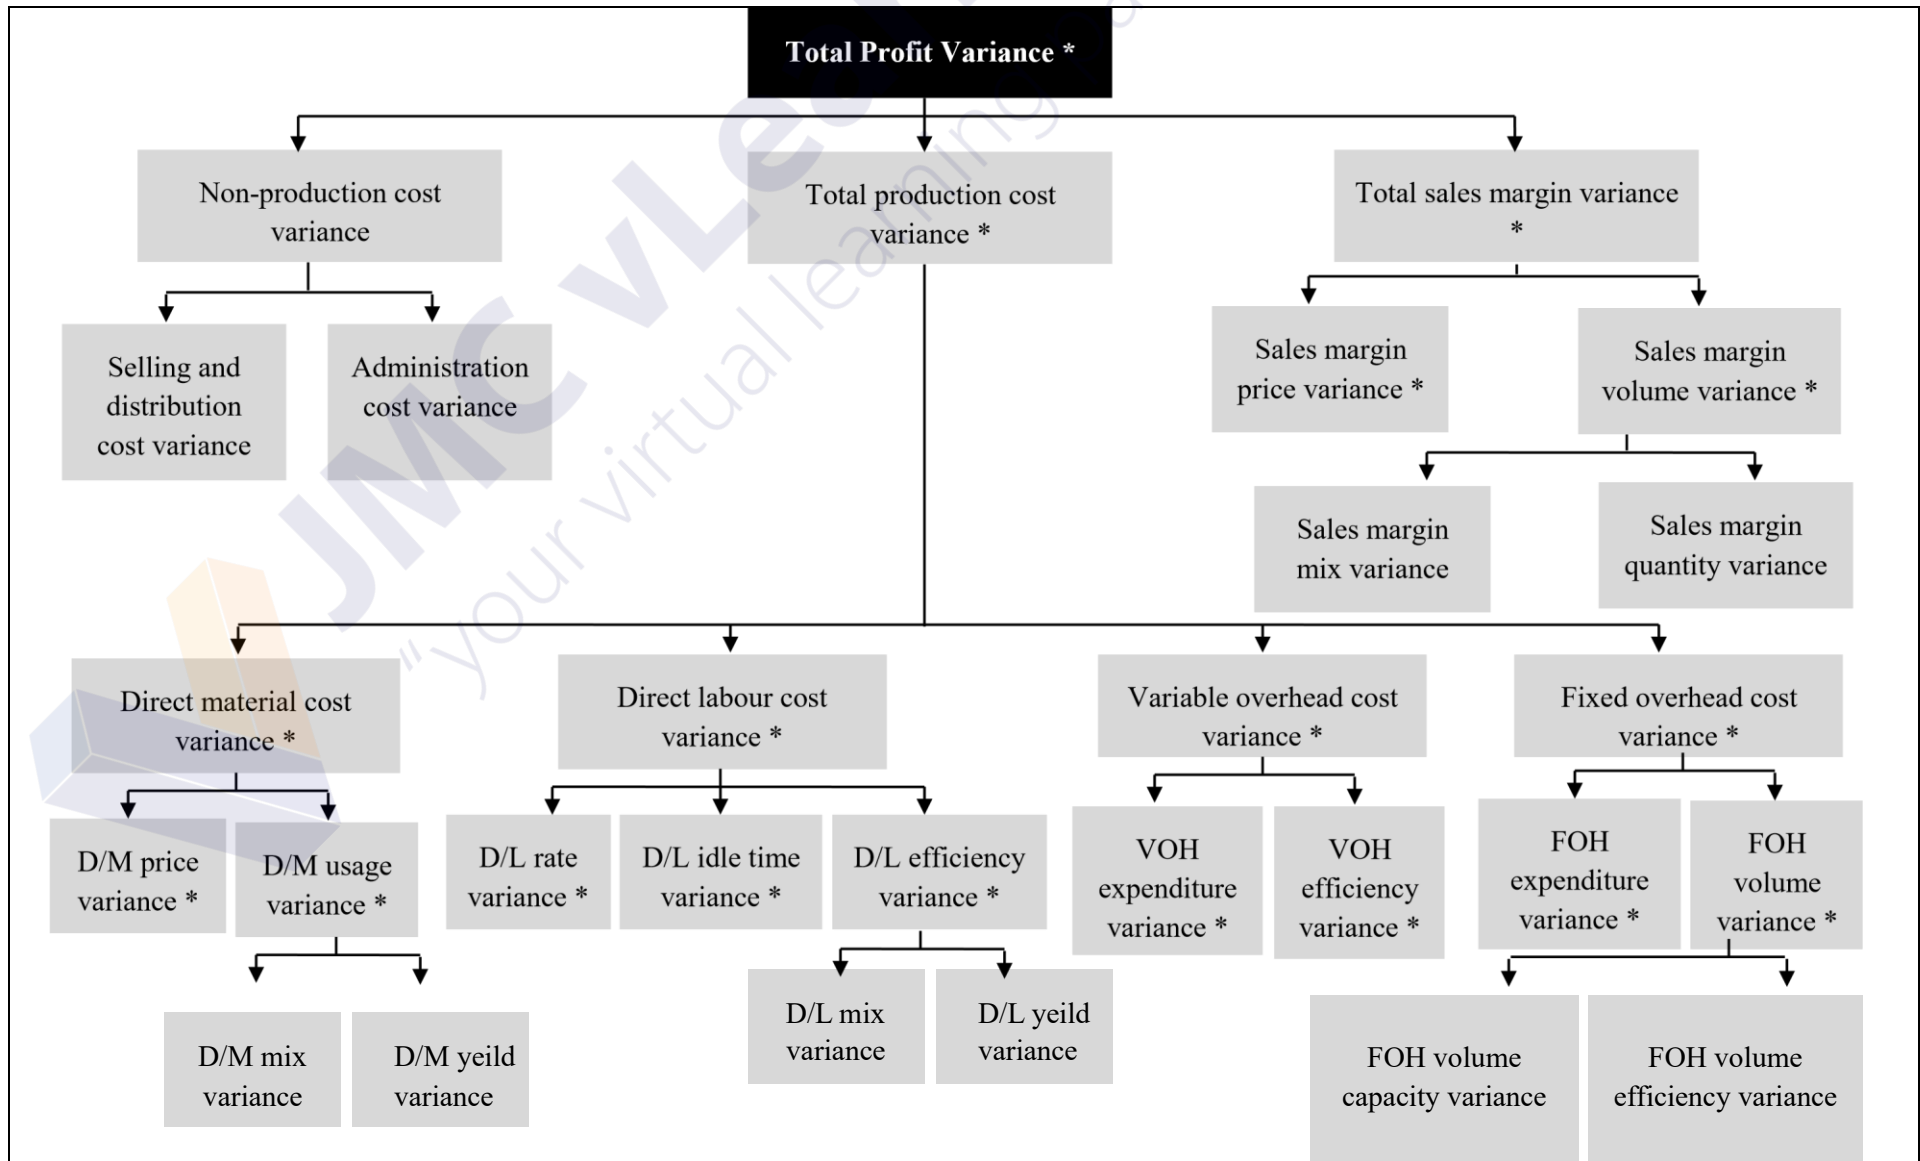 Total Profit Variance *
Non-production cost
variance
Total production cost
variance *
Total sales margin variance
*
Selling and
distribution
cost variance
Administration
cost variance
Sales margin
price variance *
Sales margin
volume variance *
Sales margin
mix variance
Sales margin
quantity variance
Direct material cost
variance *
Direct labour cost
variance *
Variable overhead cost
variance *
Fixed overhead cost
variance *
D/M price
variance *
D/M usage
variance *
D/L rate
variance *
D/L idle time
variance *
D/L efficiency
variance *
VOH
expenditure
variance *
VOH
efficiency
variance *
FOH
expenditure
variance *
FOH
volume
variance *
D/M mix
variance
D/M yeild
variance
D/L mix
variance
D/L yeild
variance
FOH volume
capacity variance
FOH volume
efficiency variance
JMC
"your virtual learning